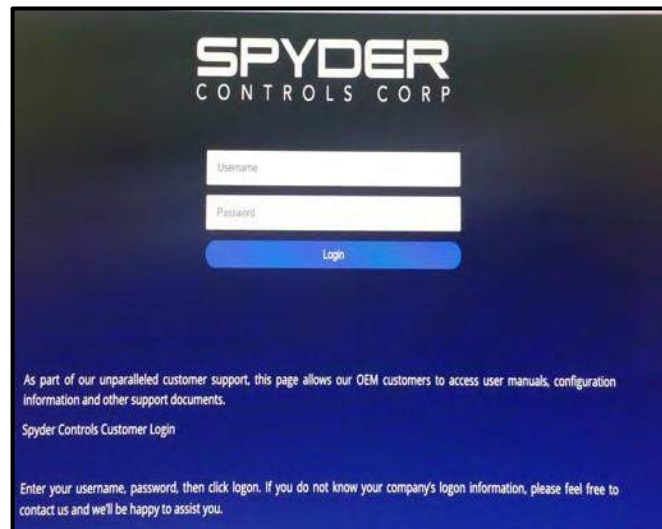 SPYDER
CONTROLS CORP
Username
Password
Login
As part of our unparalleled customer support, this page allows our OEM customers to access user manuals, configuration
information and other support documents.
Spyder Controls Customer Login
Enter your username, password, then click logon. If you do not know your company's logon information, please feel free to
contact us and we'll be happy to assist you.